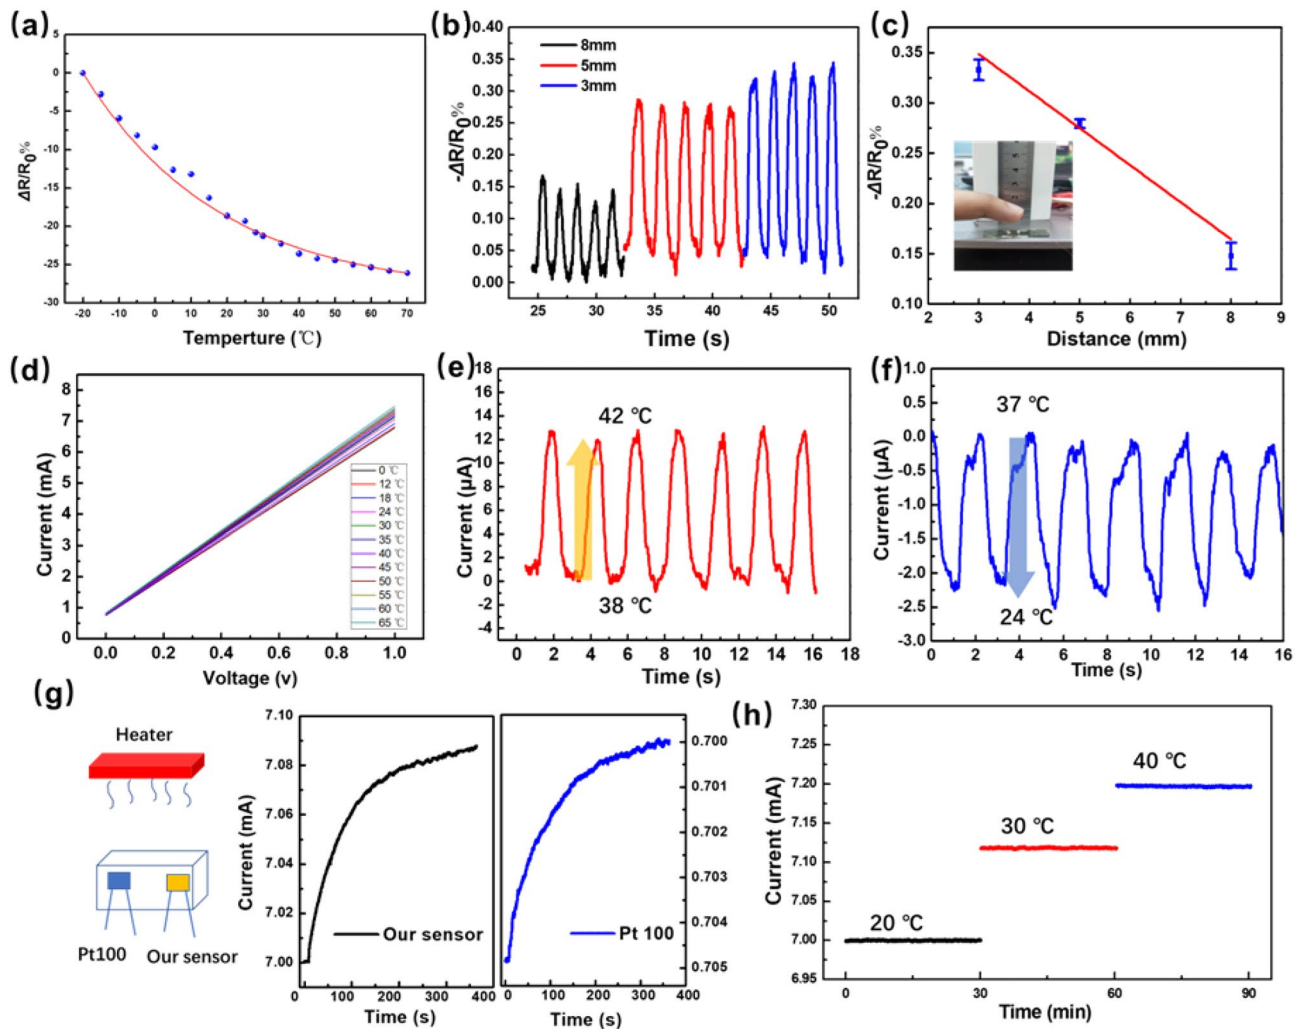 (a)
5
0
-5
-10
-15
-20
-25
-30
ΔR/R0%
-20 -10 0 10 20 30 40 50 60 70
Temperture (℃)
(b)
0.40
0.35
0.30
0.25
0.20
0.15
0.10
0.05
0.00
-ΔR/R0%
8mm
5mm
3mm
25 30 35 40 45 50
Time (s)
(c)
0.35
0.30
0.25
0.20
0.15
0.10
-ΔR/R0%
2 3 4 5 6 7 8 9
Distance (mm)
(d)
8
7
6
5
4
3
2
1
0
Current (mA)
0 ℃
12 ℃
18 ℃
24 ℃
30 ℃
35 ℃
40 ℃
45 ℃
50 ℃
55 ℃
60 ℃
65 ℃
0.0 0.2 0.4 0.6 0.8 1.0
Voltage (v)
(e)
18
16
14
12
10
8
6
4
2
0
-2
-4
Current (μA)
42 ℃
38 ℃
0 2 4 6 8 10 12 14 16 18
Time (s)
(f)
1.0
0.5
0.0
-0.5
-1.0
-1.5
-2.0
-2.5
-3.0
Current (μA)
37 ℃
24 ℃
0 2 4 6 8 10 12 14 16
Time (s)
(g)
Heater
Pt100
Our sensor
7.10
7.08
7.06
7.04
7.02
7.00
Current (mA)
Our sensor
0 100 200 300 400
Time (s)
Pt 100
0.700
0.701
0.702
0.703
0.704
0.705
0 100 200 300 400
Time (s)
(h)
7.30
7.25
7.20
7.12
7.00
6.95
Current (mA)
20 ℃
30 ℃
40 ℃
0 30 60 90
Time (min)